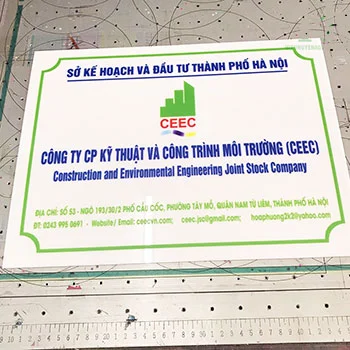 SỞ KẾ HOẠCH VÀ ĐẦU TƯ THÀNH PHỐ HÀ NỘI
CEEC
CÔNG TY CP KỸ THUẬT VÀ CÔNG TRÌNH MÔI TRƯỜNG (CEEC)
Construction and Environmental Engineering Joint Stock Company
ĐỊA CHỈ: SỐ 53 - NGÕ 193/30/2 PHỐ CẦU CỐC, PHƯỜNG TÂY MỖ, QUẬN NAM TỪ LIÊM, THÀNH PHỐ HÀ NỘI
ĐT: 0243 995 0691 - Website/ Email: ceecvn.com; ceec.jsc@gmail.com; hoaphuong2k2@yahoo.com